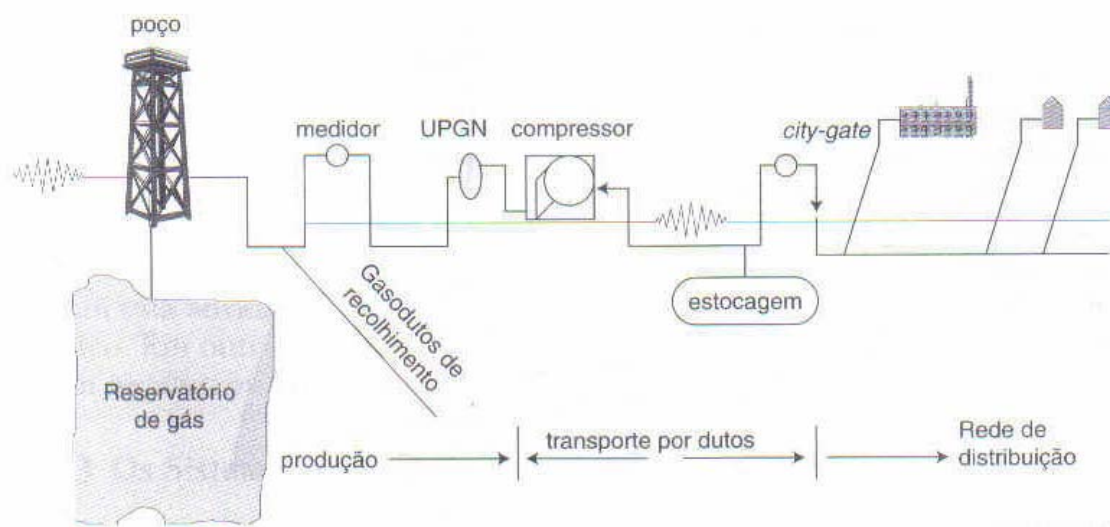 poço
medidor
UPGN
compressor
city-gate
Gasodutos de
recolhimento
estocagem
Reservatório
de gás
produção
transporte por dutos
Rede de
distribuição